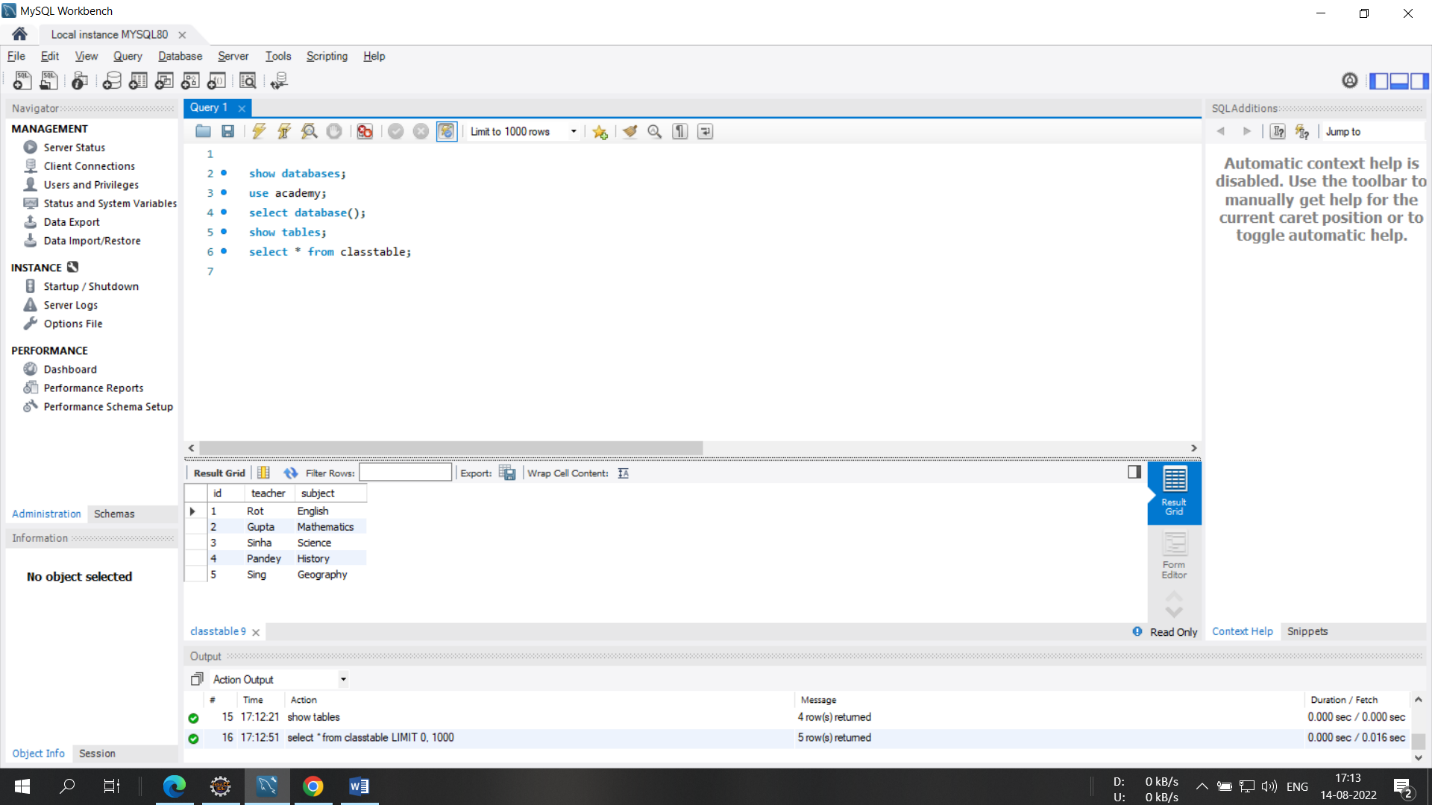 MySQL Workbench
Local instance MYSQL80
File Edit View Query Database Server Tools Scripting Help
Navigator
MANAGEMENT
Server Status
Client Connections
Users and Privileges
Status and System Variables
Data Export
Data Import/Restore
INSTANCE
Startup / Shutdown
Server Logs
Options File
PERFORMANCE
Dashboard
Performance Reports
Performance Schema Setup
Administration Schemas
Information
No object selected
Object Info Session
Query 1
Limit to 1000 rows
1
2 show databases;
3 use academy;
4 select database();
5 show tables;
6 select * from classtable;
7
Result Grid Filter Rows: Export: Wrap Cell Content:
id teacher subject
1 Rot English
2 Gupta Mathematics
3 Sinha Science
4 Pandey History
5 Sing Geography
Result
Grid
Form
Editor
classtable 9
Read Only
Output
Action Output
# Time Action Message Duration / Fetch
15 17:12:21 show tables 4 row(s) returned 0.000 sec / 0.000 sec
16 17:12:51 select * from classtable LIMIT 0, 1000 5 row(s) returned 0.000 sec / 0.016 sec
SQLAdditions
Jump to
Automatic context help is
disabled. Use the toolbar to
manually get help for the
current caret position or to
toggle automatic help.
Context Help Snippets
D: 0 kB/s
U: 0 kB/s
ENG
17:13
14-08-2022
2